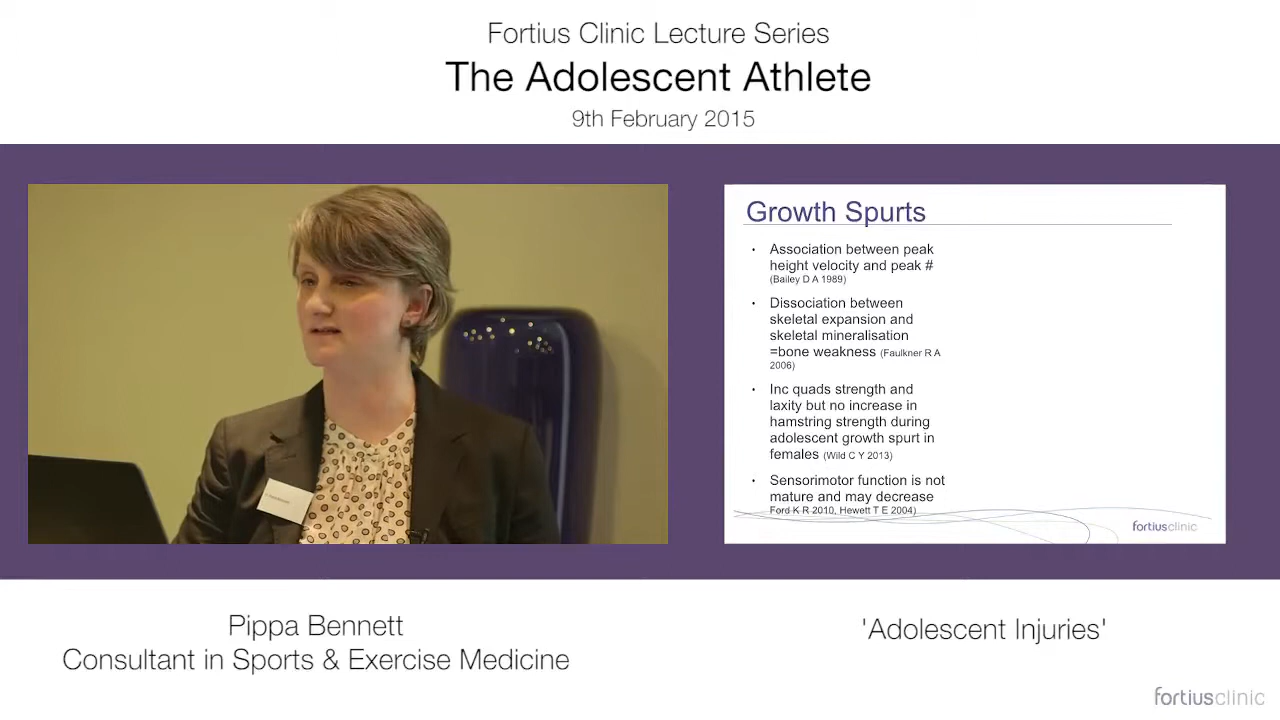 Fortius Clinic Lecture Series
The Adolescent Athlete
9th February 2015
Growth Spurts
• Association between peak
height velocity and peak #
(Bailey D A 1989)
• Dissociation between
skeletal expansion and
skeletal mineralisation
=bone weakness (Faulkner R A
2006)
• Inc quads strength and
laxity but no increase in
hamstring strength during
adolescent growth spurt in
females (Wild C Y 2013)
• Sensorimotor function is not
mature and may decrease
Ford K R 2010, Hewett T E 2004)
fortiusclinic
Pippa Bennett
Consultant in Sports & Exercise Medicine
'Adolescent Injuries'
fortiusclinic